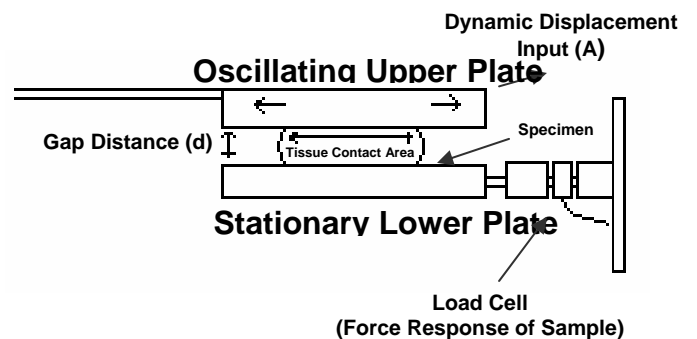 Dynamic Displacement
Input (A)
Oscillating Upper Plate
Gap Distance (d)
Specimen
Tissue Contact Area
Stationary Lower Plate
Load Cell
(Force Response of Sample)